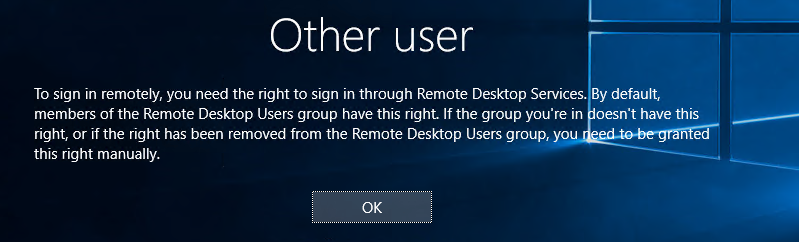 Other user
To sign in remotely, you need the right to sign in through Remote Desktop Services. By default,
members of the Remote Desktop Users group have this right. If the group you're in doesn't have this
right, or if the right has been removed from the Remote Desktop Users group, you need to be granted
this right manually.
OK